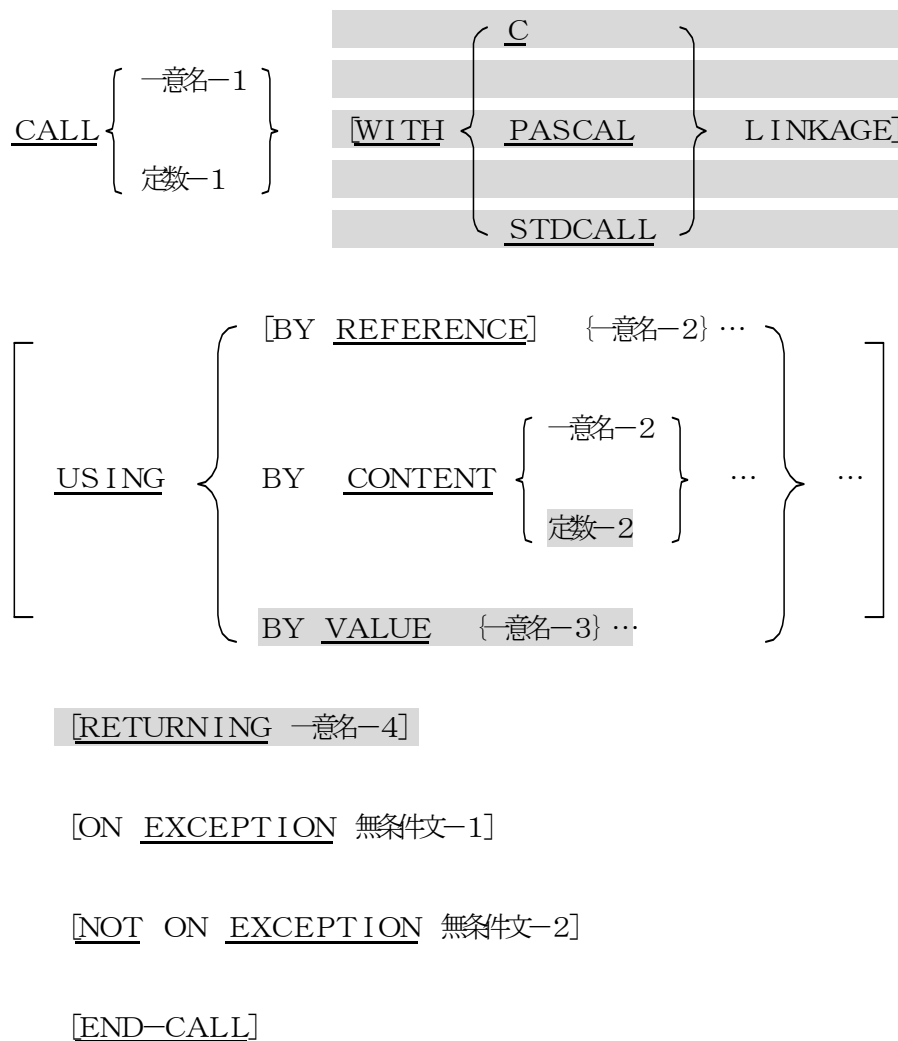 C
一意名－1
CALL [WITH PASCAL LINKAGE]
定数－1
STDCALL
[BY REFERENCE] {一意名－2} …
一意名－2
USING BY CONTENT … …
定数－2
BY VALUE {一意名－3} …
[RETURNING 一意名－4]
[ON EXCEPTION 無条件文－1]
[NOT ON EXCEPTION 無条件文－2]
[END－CALL]